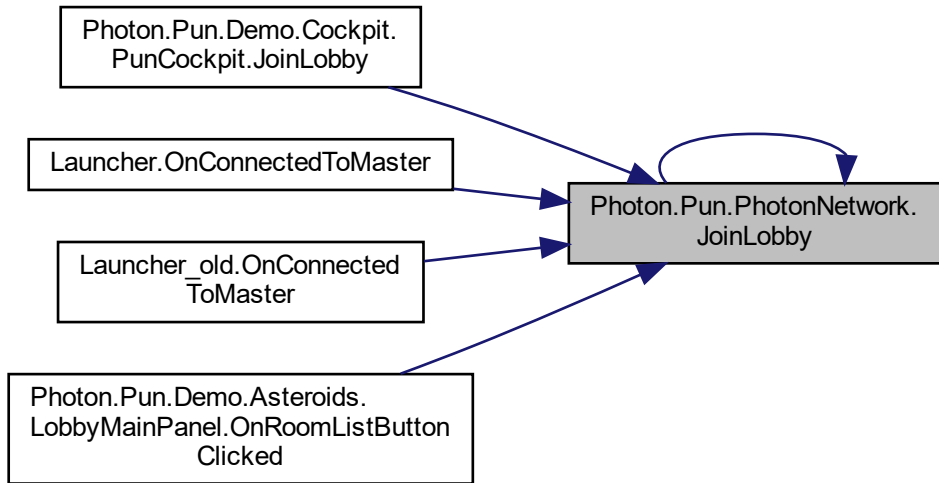 Photon.Pun.Demo.Cockpit.
PunCockpit.JoinLobby
Launcher.OnConnectedToMaster
Photon.Pun.PhotonNetwork.
JoinLobby
Launcher_old.OnConnected
ToMaster
Photon.Pun.Demo.Asteroids.
LobbyMainPanel.OnRoomListButton
Clicked